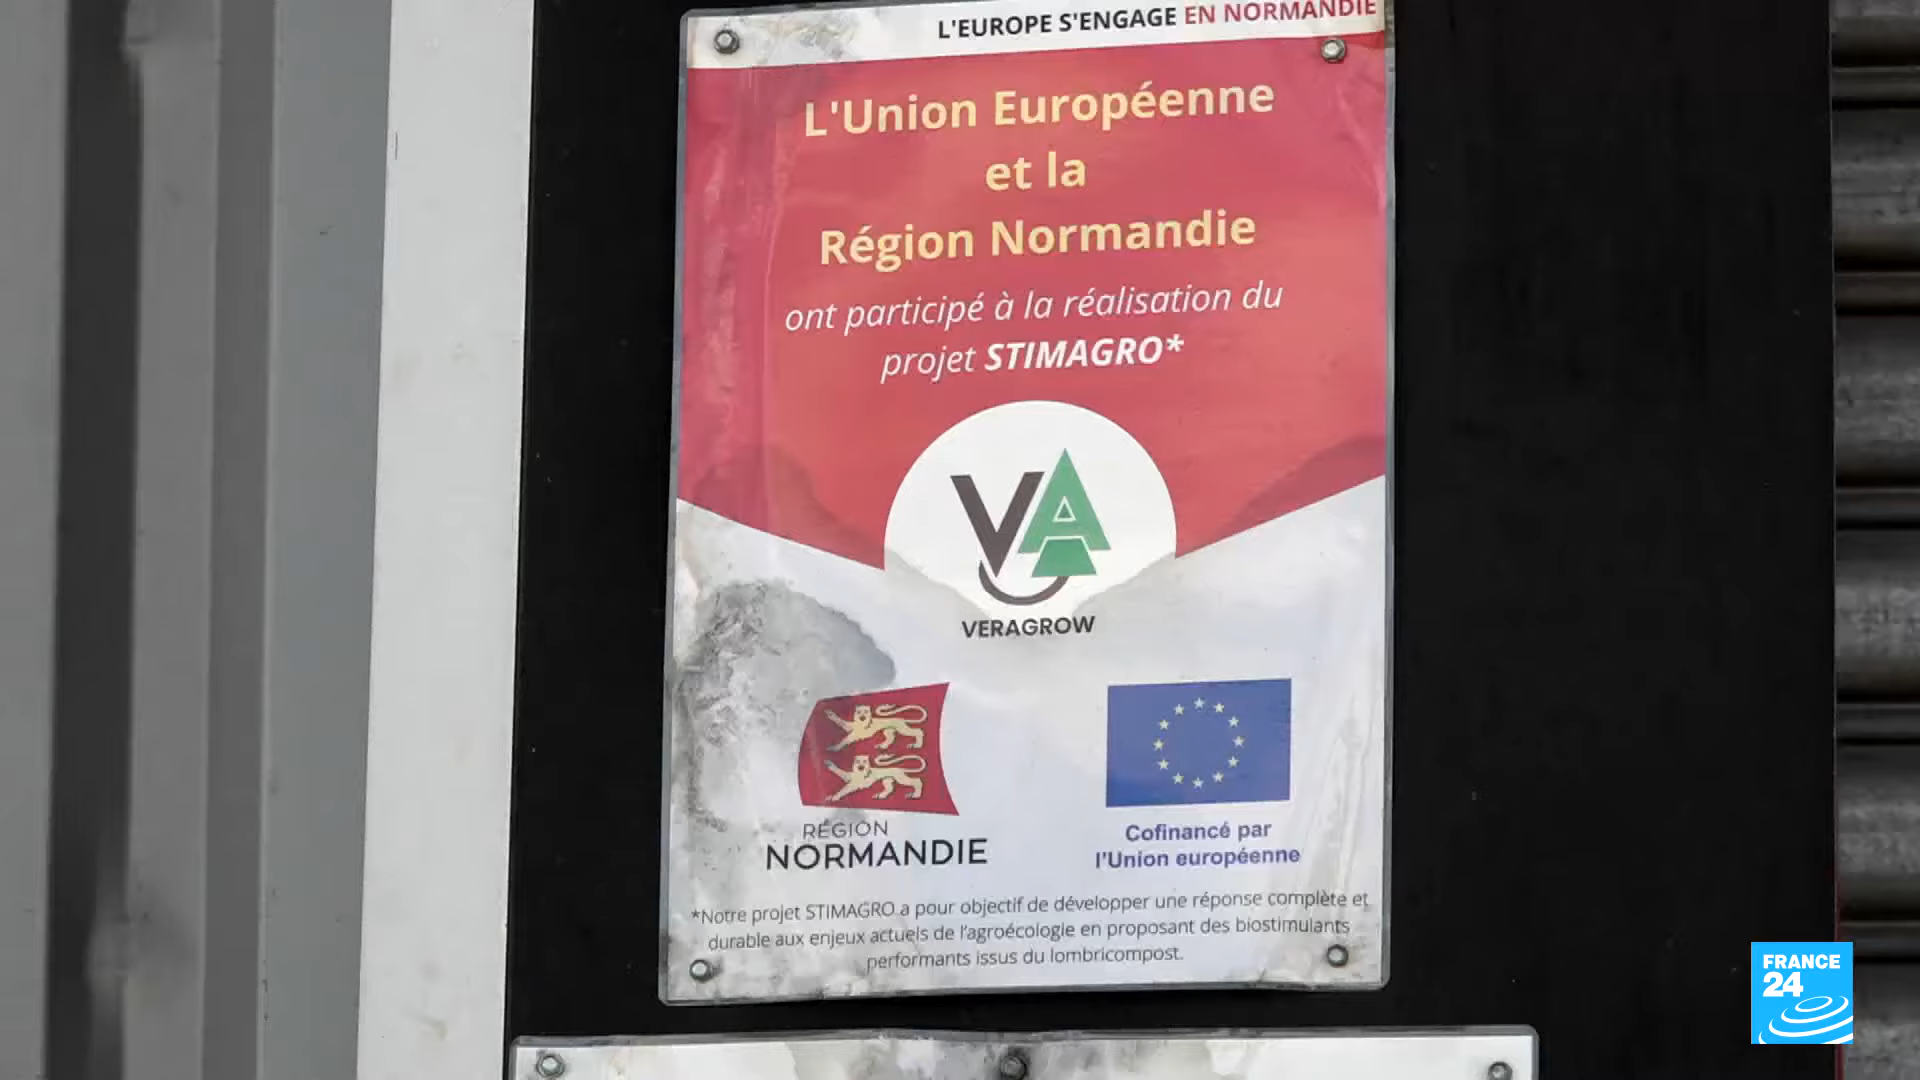 L'EUROPE S'ENGAGE EN NORMANDIE
L'Union Européenne
et la
Région Normandie
ont participé à la réalisation du
projet STIMAGRO*
VA
VERAGROW
RÉGION
NORMANDIE
Cofinancé par
l'Union européenne
*Notre projet STIMAGRO a pour objectif de développer une réponse complète et
durable aux enjeux actuels de l'agroécologie en proposant des biostimulants
performants issus du lombricompost.
FRANCE
24